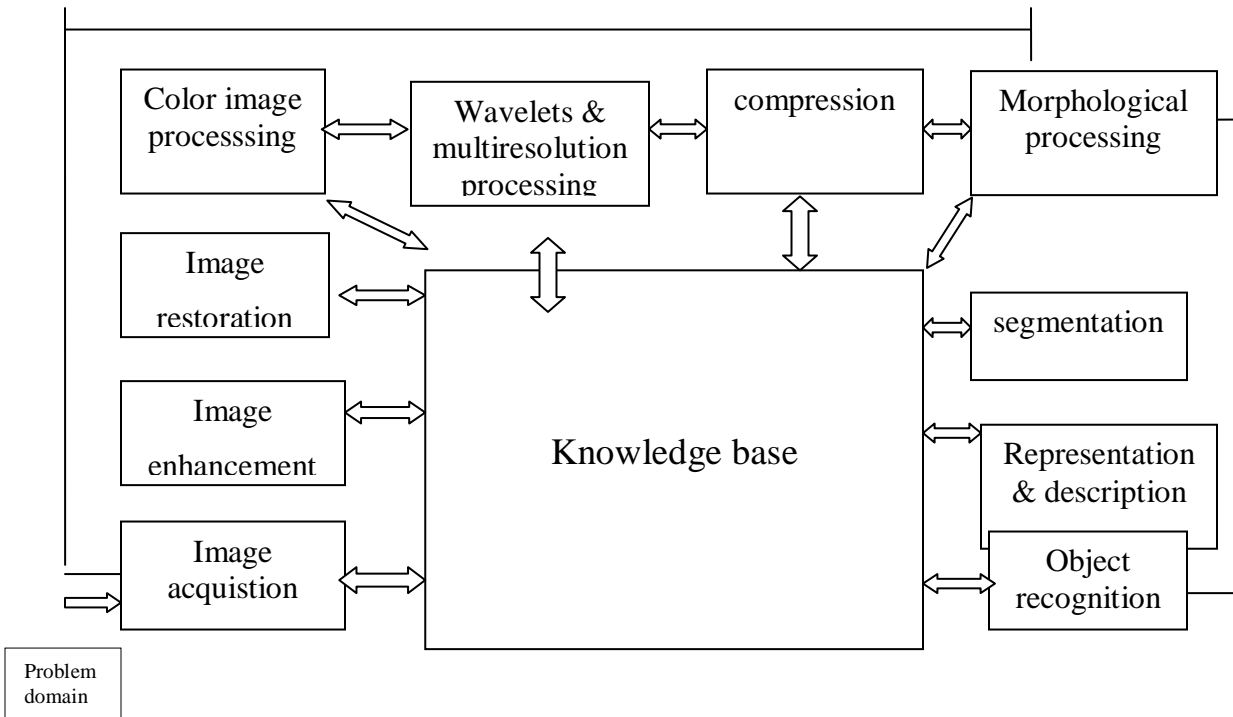 Color image
processsing
Wavelets &
multiresolution
processing
compression
Morphological
processing
Image
restoration
segmentation
Image
enhancement
Knowledge base
Representation
& description
Image
acquistion
Object
recognition
Problem
domain